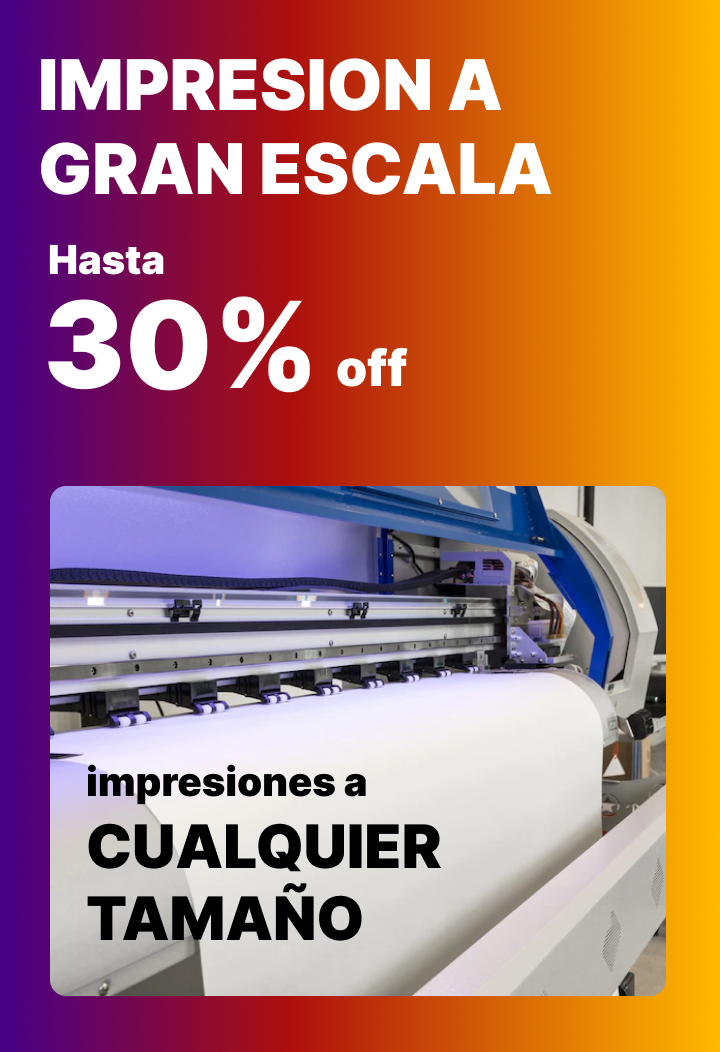 IMPRESION A
GRAN ESCALA
Hasta
30% off
impresiones a
CUALQUIER
TAMAÑO